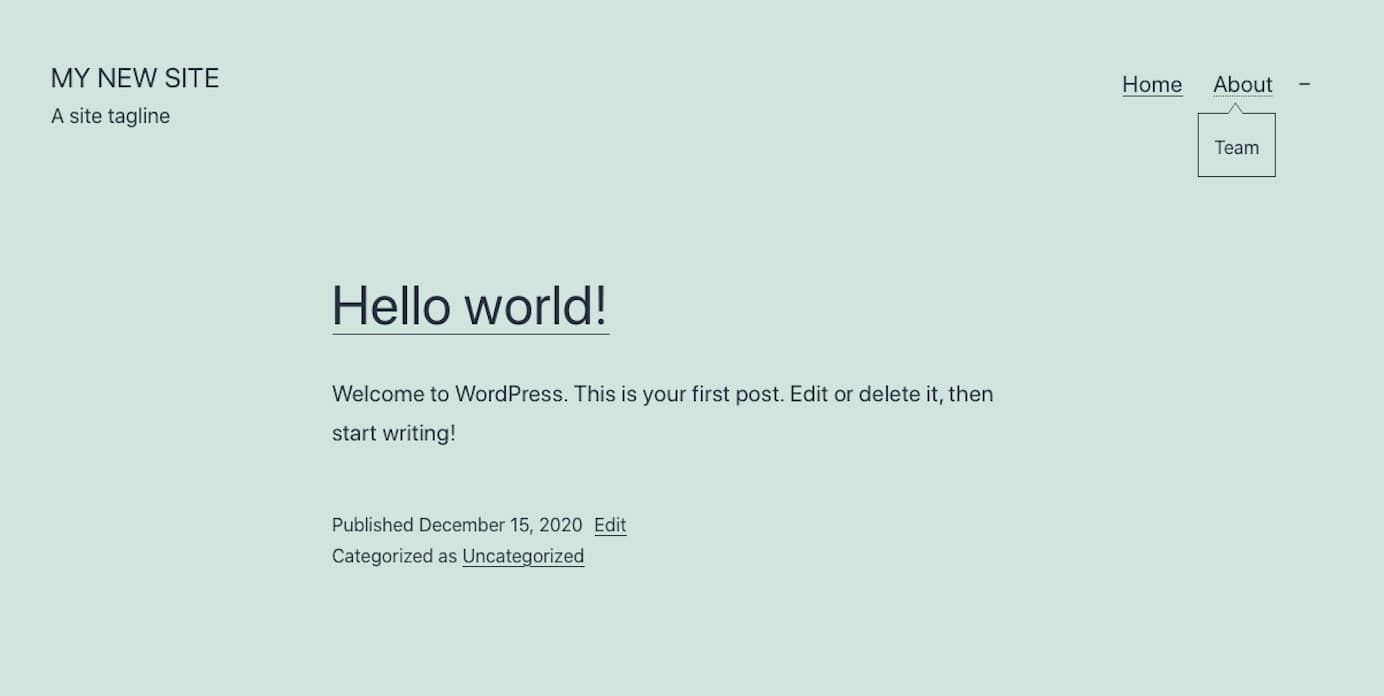 MY NEW SITE
A site tagline
Home About –
Team
Hello world!
Welcome to WordPress. This is your first post. Edit or delete it, then
start writing!
Published December 15, 2020 Edit
Categorized as Uncategorized